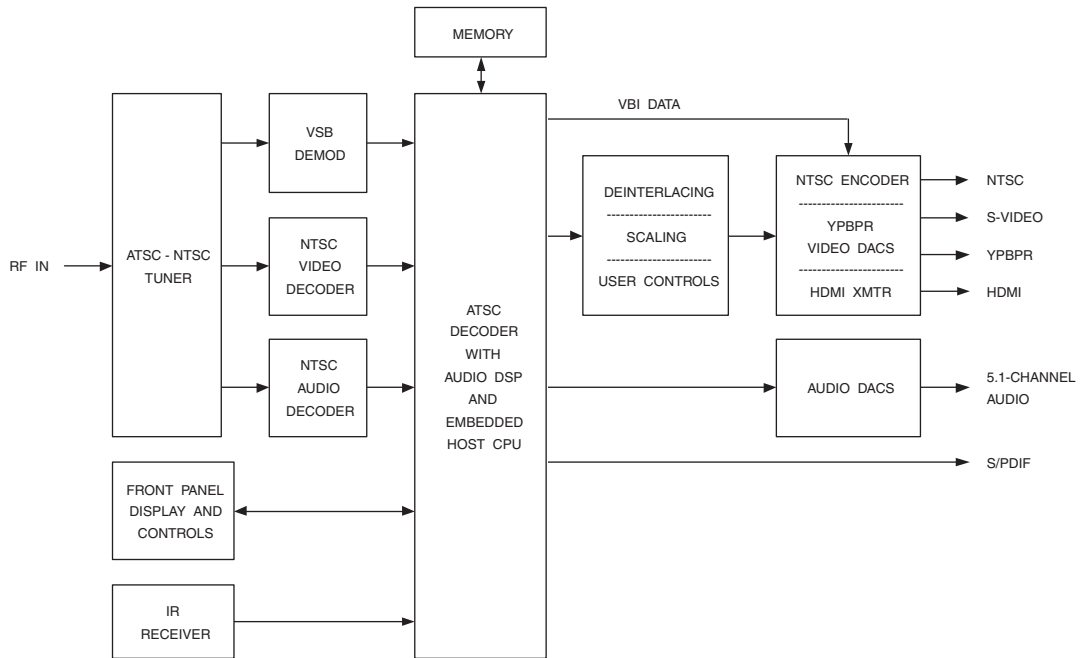 MEMORY
VBI DATA
VSB
DEMOD
NTSC ENCODER
-----------------------
YPBPR
VIDEO DACS
-----------------------
HDMI XMTR
NTSC
S-VIDEO
YPBPR
HDMI
DEINTERLACING
-----------------------
SCALING
-----------------------
USER CONTROLS
RF IN
ATSC - NTSC
TUNER
NTSC
VIDEO
DECODER
ATSC
DECODER
WITH
AUDIO DSP
AND
EMBEDDED
HOST CPU
NTSC
AUDIO
DECODER
AUDIO DACS
5.1-CHANNEL
AUDIO
S/PDIF
FRONT PANEL
DISPLAY AND
CONTROLS
IR
RECEIVER